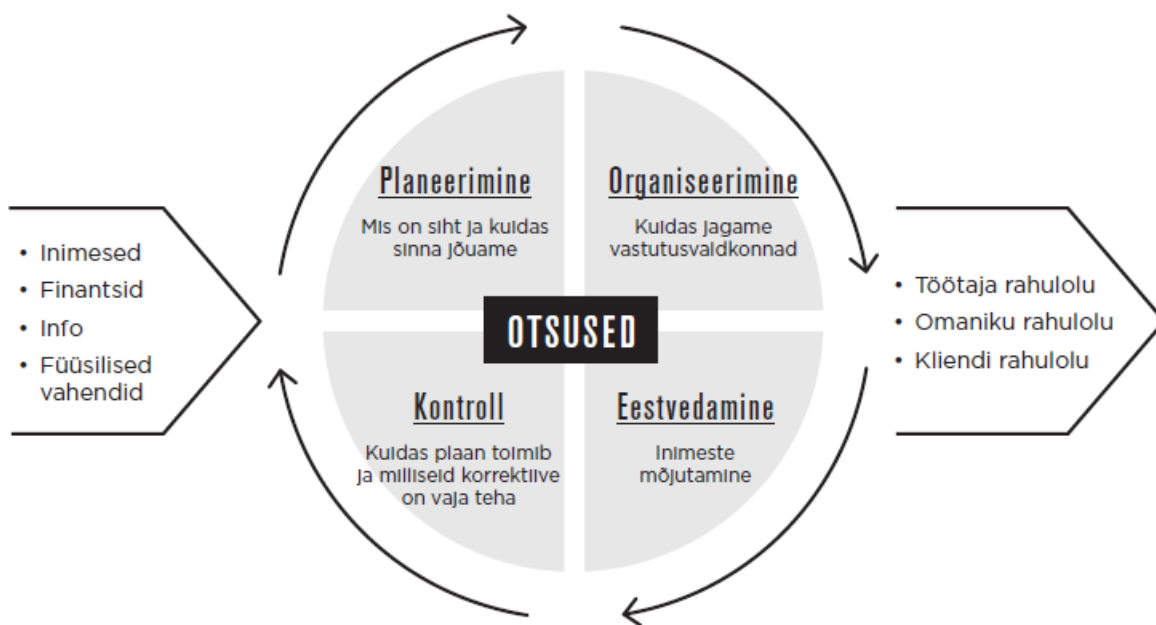 • Inimesed
• Finantsid
• Info
• Füüsilised
vahendid
Planeerimine
Mis on siht ja kuidas
sinna jõuame
Organiseerimine
Kuidas jagame
vastutusvaldkonnad
OTSUSED
Kontroll
Kuidas plaan toimib
ja milliseid korrektiive
on vaja teha
Eestvedamine
Inimeste
mõjutamine
• Töötaja rahulolu
• Omaniku rahulolu
• Kliendi rahulolu